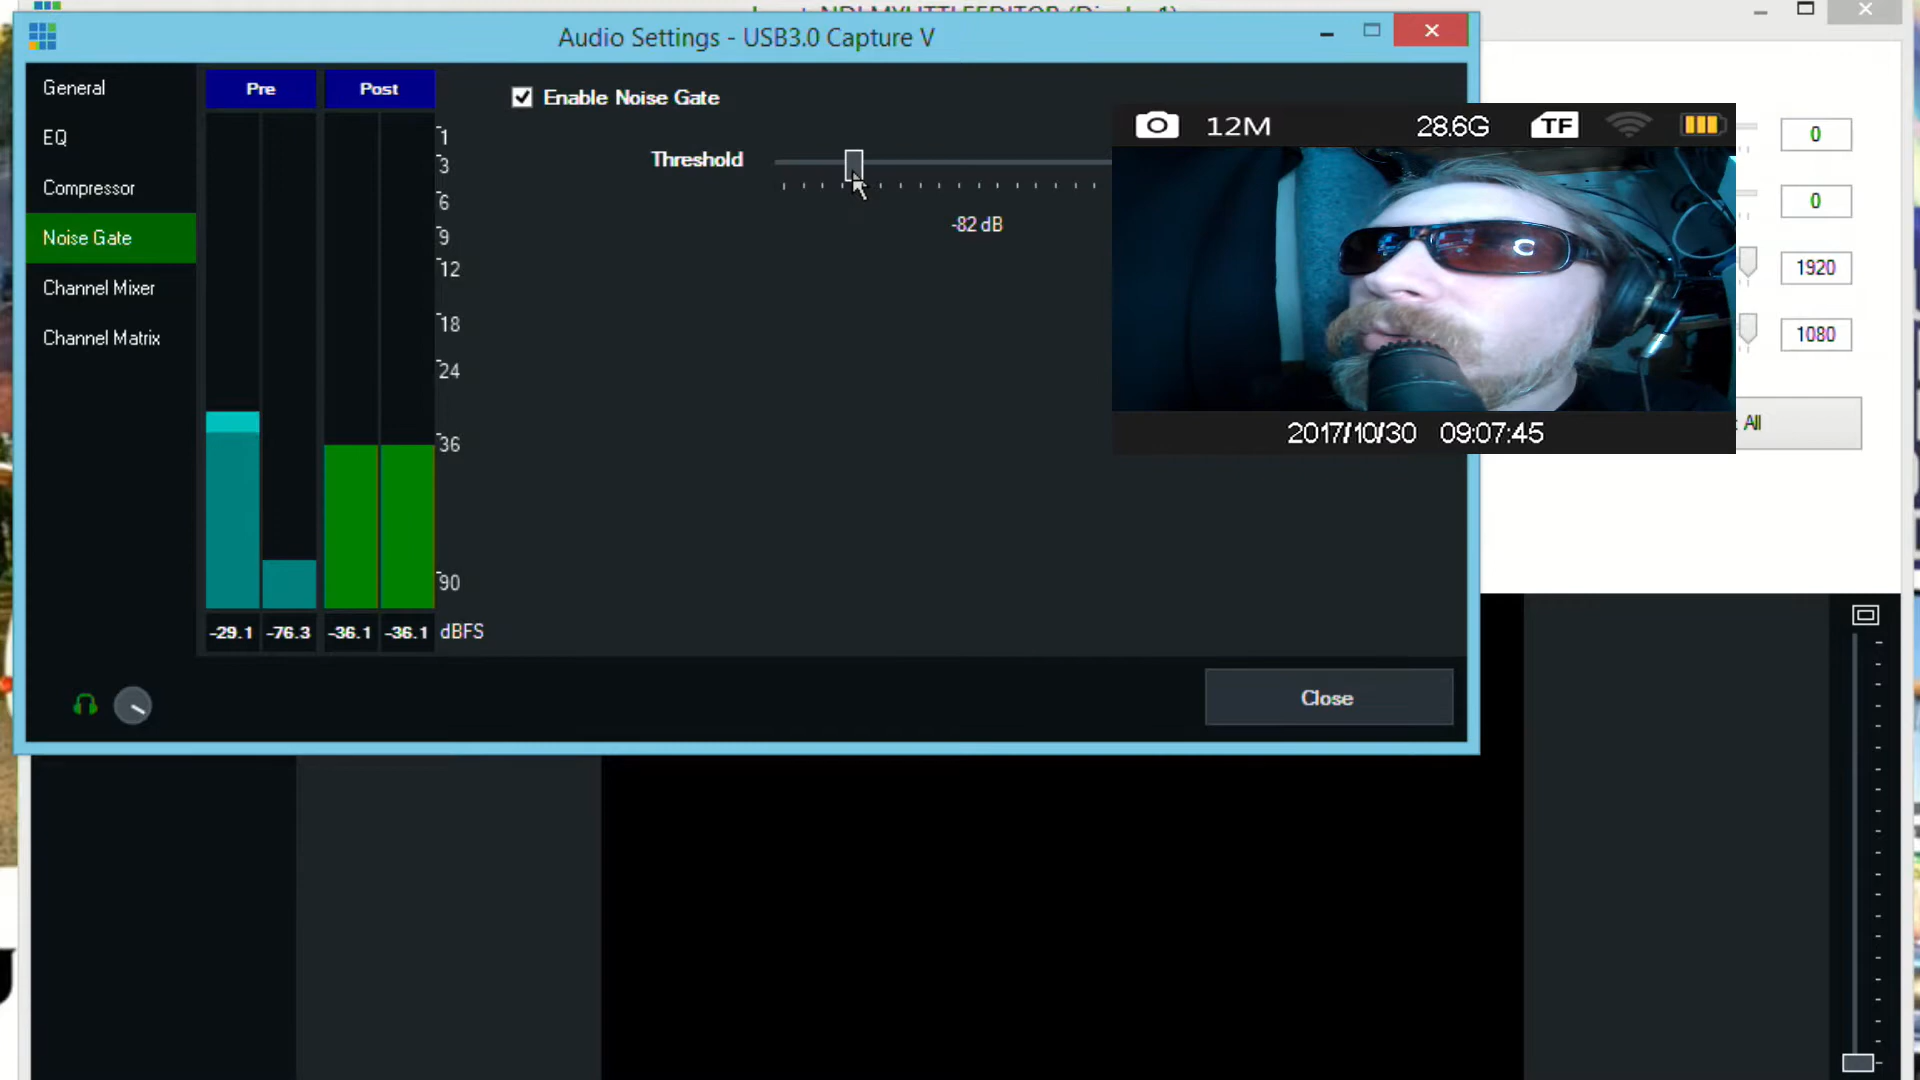 Audio Settings - USB3.0 Capture V
General
EQ
Compressor
Noise Gate
Channel Mixer
Channel Matrix
Pre
Post
1
3
6
9
12
18
24
36
90
-29.1
-76.3
-36.1
-36.1
dBFS
Enable Noise Gate
Threshold
-82 dB
12M
28.6G
TF
2017/10/30 09:07:45
0
0
1920
1080
All
Close